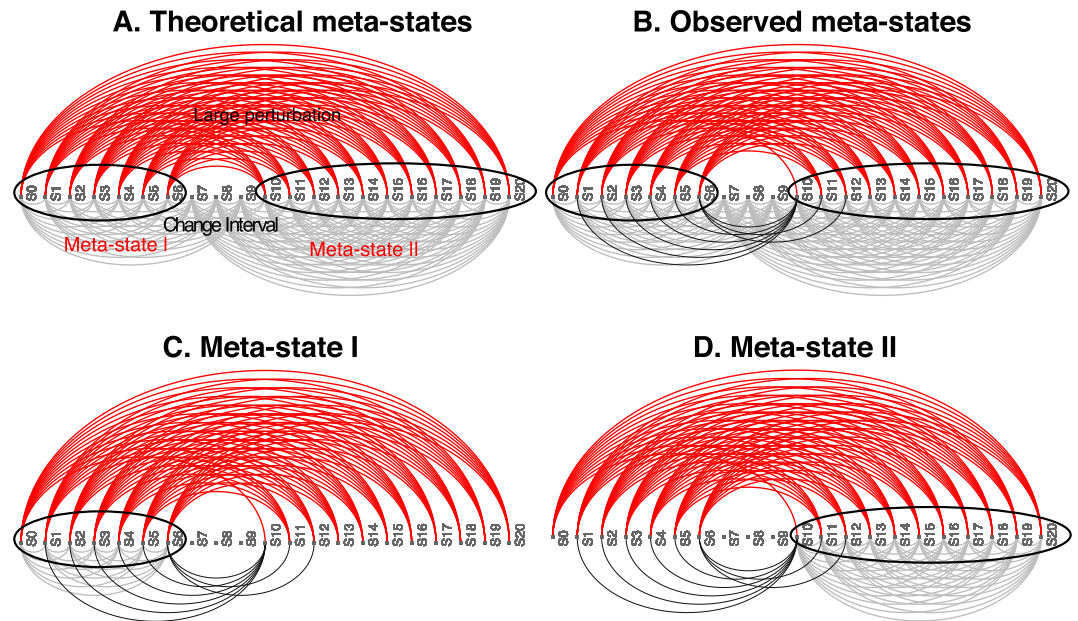 A. Theoretical meta-states
B. Observed meta-states
Large perturbation
S0 S1 S2 S3 S4 S5 S6 S7 S8 S9 S10 S11 S12 S13 S14 S15 S16 S17 S18 S19 S20
S0 S1 S2 S3 S4 S5 S6 S7 S8 S9 S10 S11 S12 S13 S14 S15 S16 S17 S18 S19 S20
Change Interval
Meta-state I
Meta-state II
C. Meta-state I
D. Meta-state II
S0 S1 S2 S3 S4 S5 S6 S7 S8 S9 S10 S11 S12 S13 S14 S15 S16 S17 S18 S19 S20
S0 S1 S2 S3 S4 S5 S6 S7 S8 S9 S10 S11 S12 S13 S14 S15 S16 S17 S18 S19 S20